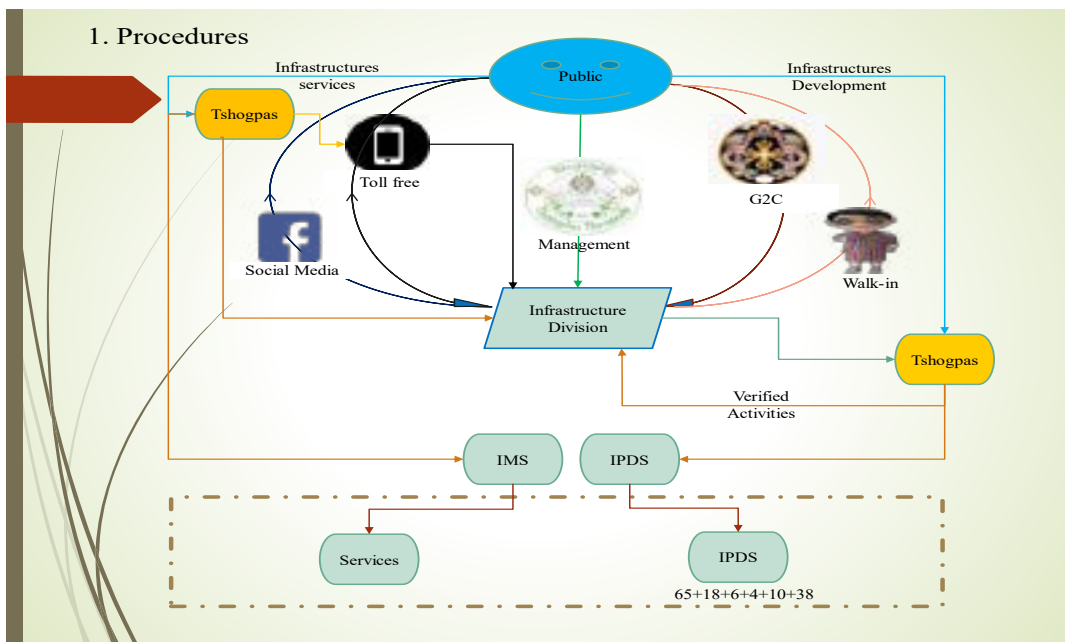 1. Procedures
Infrastructures
services
Public
Infrastructures
Development
Tshogpas
Toll free
G2C
Management
Social Media
Walk-in
Infrastructure
Division
Tshogpas
Verified
Activities
IMS
IPDS
Services
IPDS
65+18+6+4+10+38